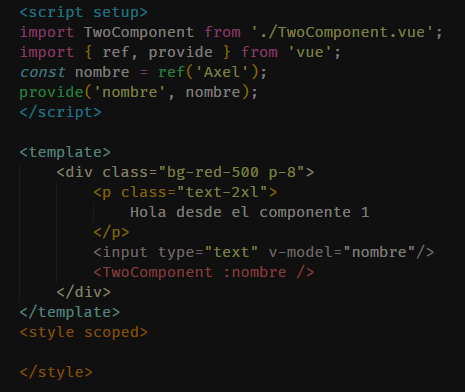 <script setup>
import TwoComponent from './TwoComponent.vue';
import { ref, provide } from 'vue';
const nombre = ref('Axel');
provide('nombre', nombre);
</script>
<template>
<div class="bg-red-500 p-8">
<p class="text-2xl">
Hola desde el componente 1
</p>
<input type="text" v-model="nombre"/>
<TwoComponent :nombre />
</div>
</template>
<style scoped>
</style>